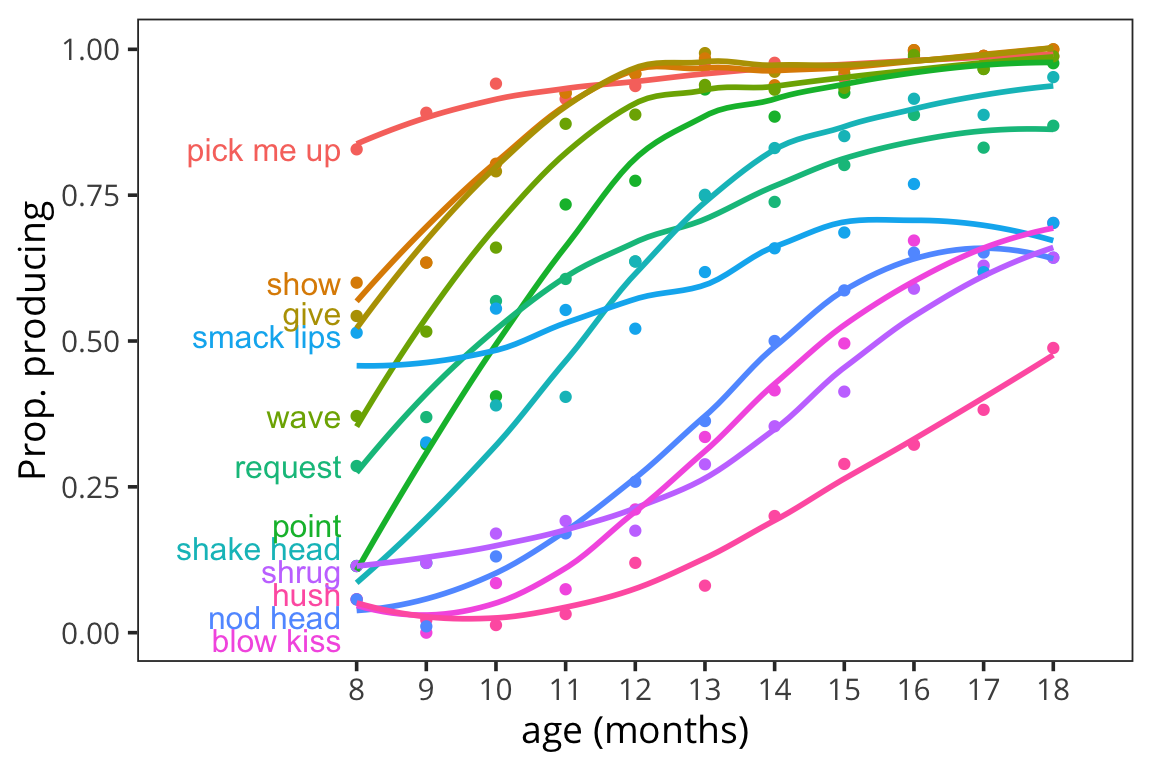 1.00
0.75
0.50
0.25
0.00
Prop. producing
pick me up
show
give
smack lips
wave
request
point
shake head
shrug
hush
nod head
blow kiss
8 9 10 11 12 13 14 15 16 17 18
age (months)